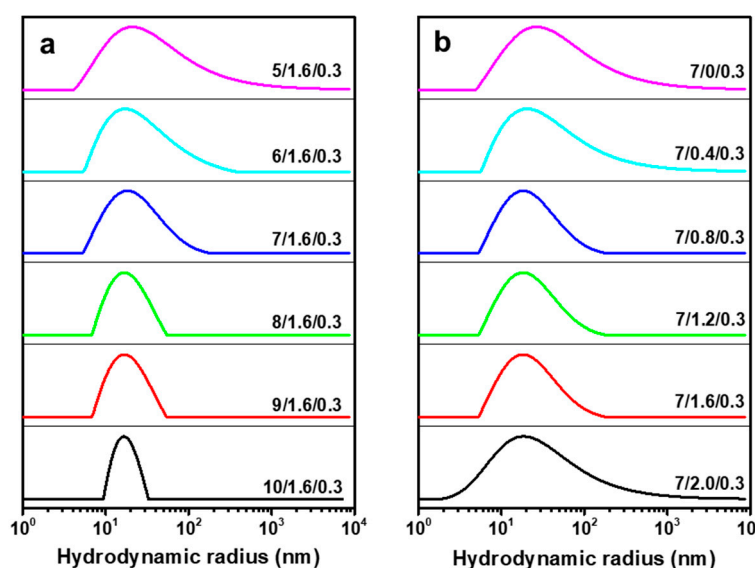 a
5/1.6/0.3
6/1.6/0.3
7/1.6/0.3
8/1.6/0.3
9/1.6/0.3
10/1.6/0.3
10⁰ 10¹ 10² 10³ 10⁴
Hydrodynamic radius (nm)
b
7/0/0.3
7/0.4/0.3
7/0.8/0.3
7/1.2/0.3
7/1.6/0.3
7/2.0/0.3
10⁰ 10¹ 10² 10³
Hydrodynamic radius (nm)